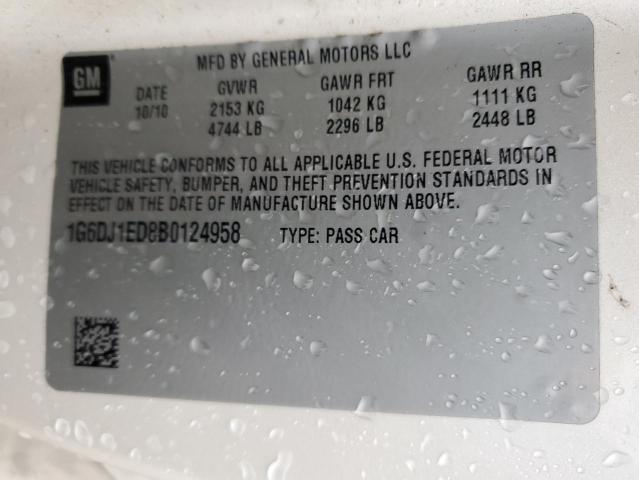 GM
MFD BY GENERAL MOTORS LLC
DATE GVWR GAWR FRT GAWR RR
10/10 2153 KG 1042 KG 1111 KG
4744 LB 2296 LB 2448 LB
THIS VEHICLE CONFORMS TO ALL APPLICABLE U.S. FEDERAL MOTOR
VEHICLE SAFETY, BUMPER, AND THEFT PREVENTION STANDARDS IN
EFFECT ON THE DATE OF MANUFACTURE SHOWN ABOVE.
1G6DJ1ED8B0124958 TYPE: PASS CAR